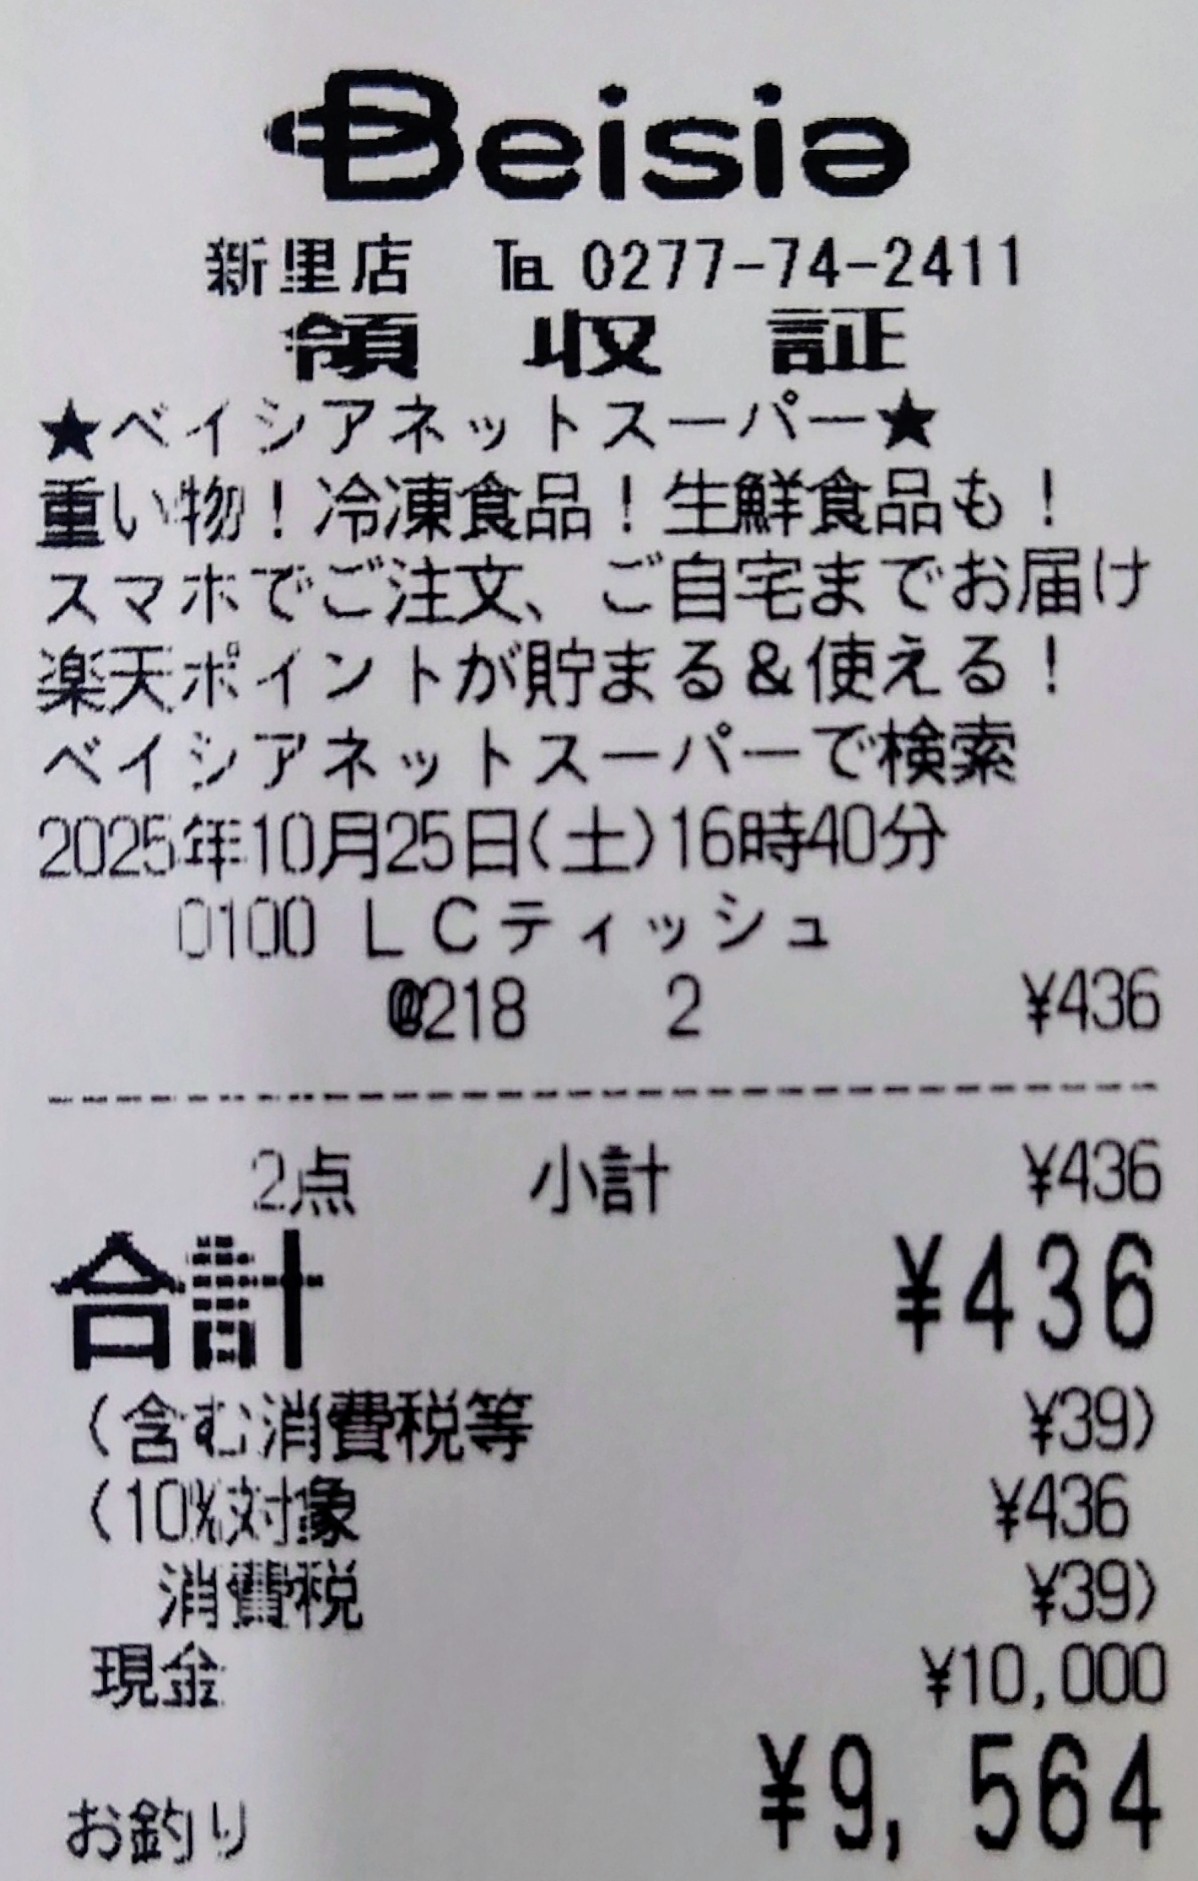 Beisia
新里店 ℡ 0277-74-2411
領 収 証
★ベイシアネットスーパー★
重い物！冷凍食品！生鮮食品も！
スマホでご注文、ご自宅までお届け
楽天ポイントが貯まる＆使える！
ベイシアネットスーパーで検索
2025年10月25日(土)16時40分
0100 ＬＣティッシュ
@218 2 ¥436
2点 小計 ¥436
合計 ¥436
(含む消費税等 ¥39)
(10%対象 ¥436
消費税 ¥39)
現金 ¥10,000
お釣り ¥9,564